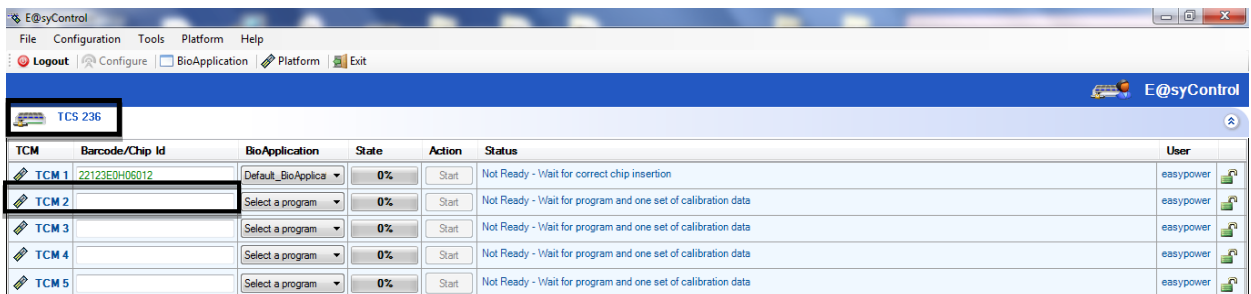 E@syControl
File Configuration Tools Platform Help
Logout Configure BioApplication Platform Exit
E@syControl
TCS 236
TCM Barcode/Chip Id BioApplication State Action Status User
TCM 1 22123E0H06012 Default_BioApplica 0% Start Not Ready - Wait for correct chip insertion easypower
TCM 2 Select a program 0% Start Not Ready - Wait for program and one set of calibration data easypower
TCM 3 Select a program 0% Start Not Ready - Wait for program and one set of calibration data easypower
TCM 4 Select a program 0% Start Not Ready - Wait for program and one set of calibration data easypower
TCM 5 Select a program 0% Start Not Ready - Wait for program and one set of calibration data easypower